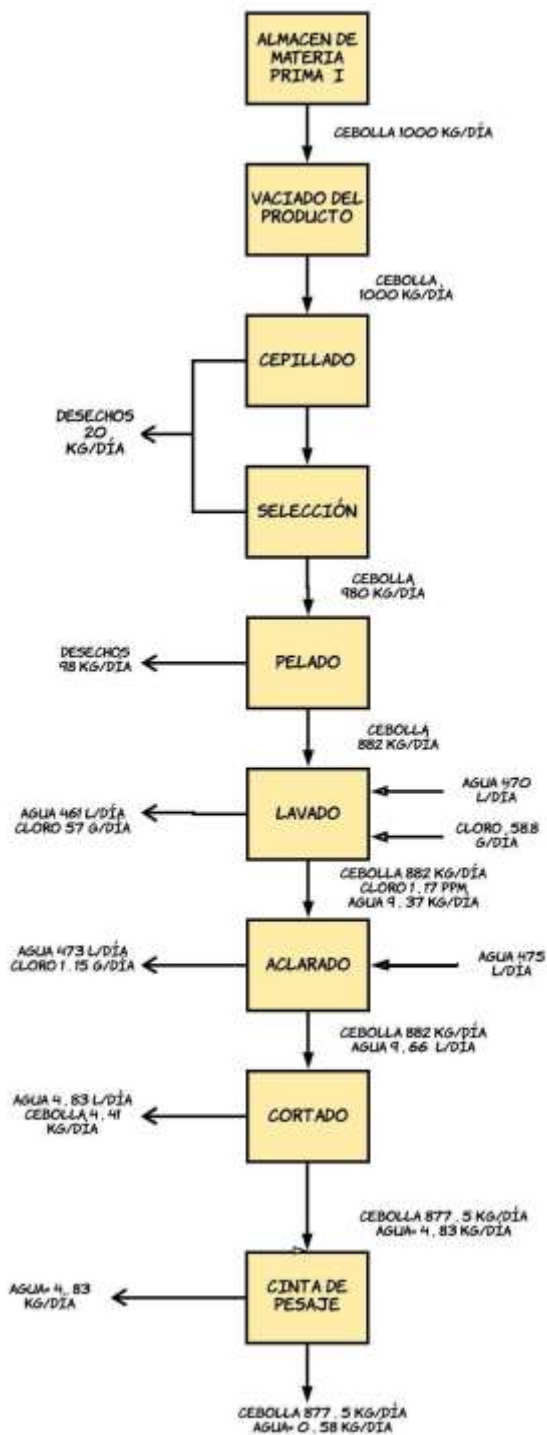 ALMACEN DE
MATERIA
PRIMA I
CEBOLLA 1000 KG/DÍA
VACIADO DEL
PRODUCTO
CEBOLLA,
1000 KG/DÍA
CEPILLADO
DESECHOS
20
KG/DÍA
SELECCIÓN
CEBOLLA
980 KG/DÍA
DESECHOS
98 KG/DÍA
PELADO
CEBOLLA
882 KG/DÍA
AGUA 470
L/DÍA
AGUA 461 L/DÍA
CLORO 57 G/DÍA
LAVADO
CLORO, 58.8
G/DÍA
CEBOLLA 882 KG/DÍA
CLORO 1.17 PPM
AGUA 9.37 KG/DÍA
AGUA 473 L/DÍA
CLORO 1.15 G/DÍA
ACLARADO
AGUA 475
L/DÍA
CEBOLLA 882 KG/DÍA
AGUA 9.66 L/DÍA
AGUA 4.83 L/DÍA
CEBOLLA 4.41
KG/DÍA
CORTADO
CEBOLLA 877.5 KG/DÍA
AGUA= 4.83 KG/DÍA
AGUA= 4.83
KG/DÍA
CINTA DE
PESAJE
CEBOLLA 877.5 KG/DÍA
AGUA= 0.58 KG/DÍA